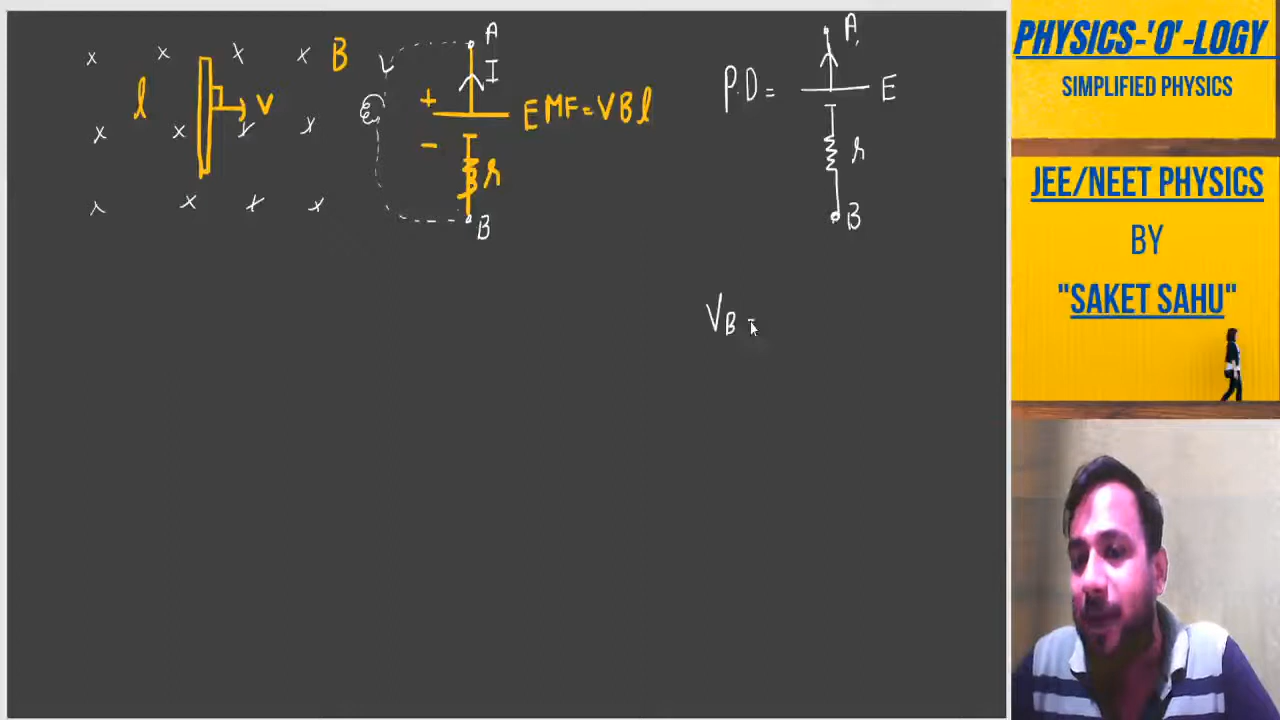 x x x x B
l
v
x x x x
x x x x
A
I
+
EMF = VBl
-
r
B
P.D =
A
E
r
B
V_B -
PHYSICS-'O'-LOGY
SIMPLIFIED PHYSICS
JEE/NEET PHYSICS
BY
"SAKET SAHU"